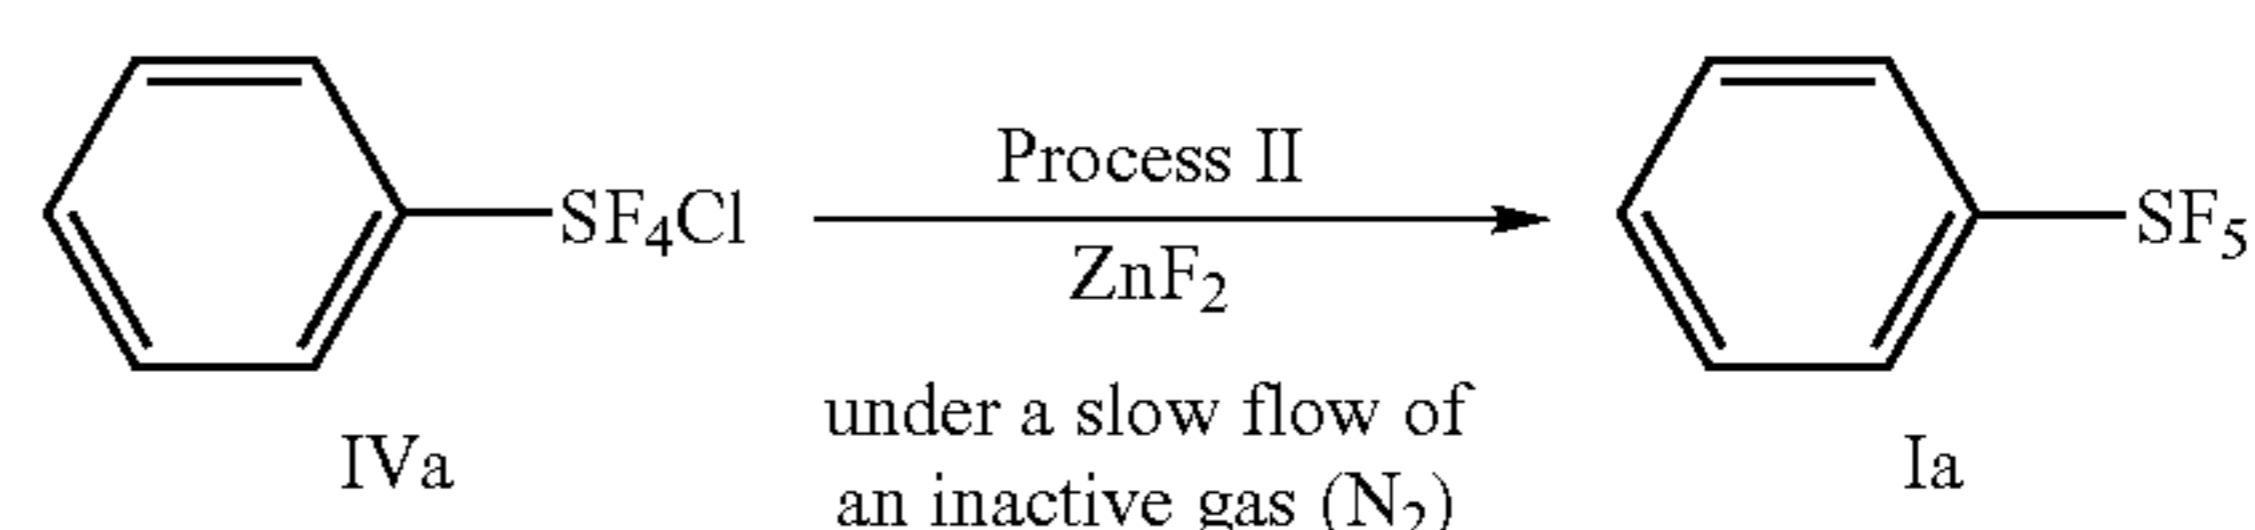 Process II
SF₄Cl
SF₅
ZnF₂
under a slow flow of
IVa
Ia
an inactive gas (N₂)